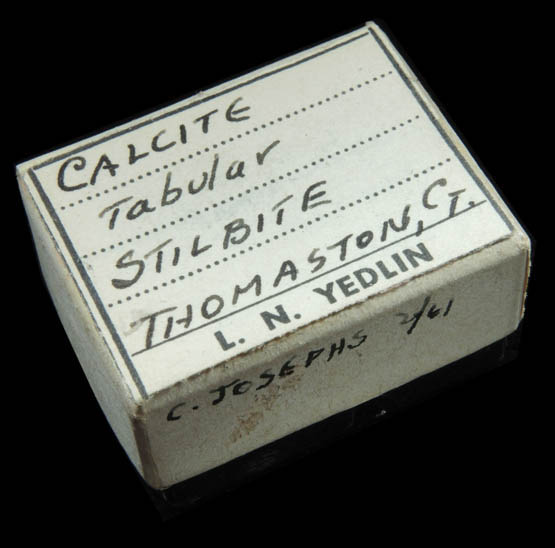 CALCITE
Tabular
STILBITE
THOMASTON, CT.
L. N. YEDLIN
C. JOSEPHS 2/61